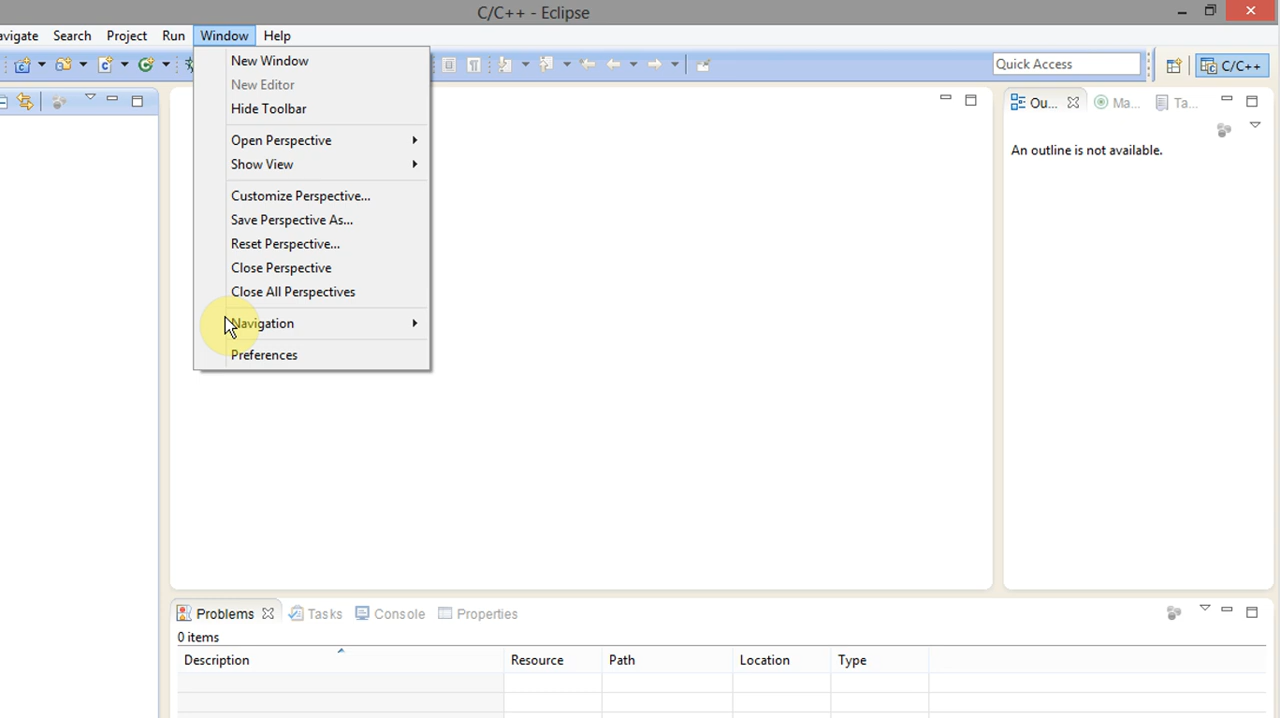 C/C++ - Eclipse
avigate Search Project Run Window Help
Quick Access
C/C++
New Window
New Editor
Hide Toolbar
Open Perspective
Show View
Customize Perspective...
Save Perspective As...
Reset Perspective...
Close Perspective
Close All Perspectives
Navigation
Preferences
Ou... Ma... Ta...
An outline is not available.
Problems Tasks Console Properties
0 items
Description Resource Path Location Type